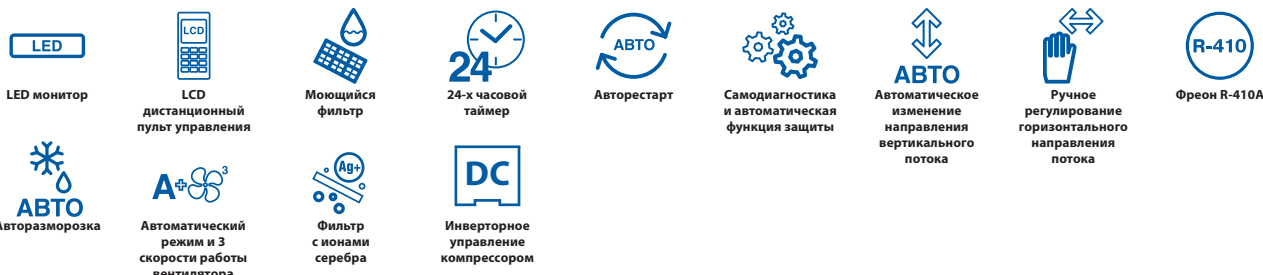 LED
LED монитор
LCD
LCD
дистанционный
пульт управления
Моющийся
фильтр
24
24-х часовой
таймер
АВТО
Авторестарт
Самодиагностика
и автоматическая
функция защиты
АВТО
Автоматическое
изменение
направления
вертикального
потока
Ручное
регулирование
горизонтального
направления
потока
R-410
Фреон R-410A
АВТО
Авторазморозка
A+3
Автоматический
режим и 3
скорости работы
вентилятора
Ag+
Фильтр
с ионами
серебра
DC
Инверторное
управление
компрессором